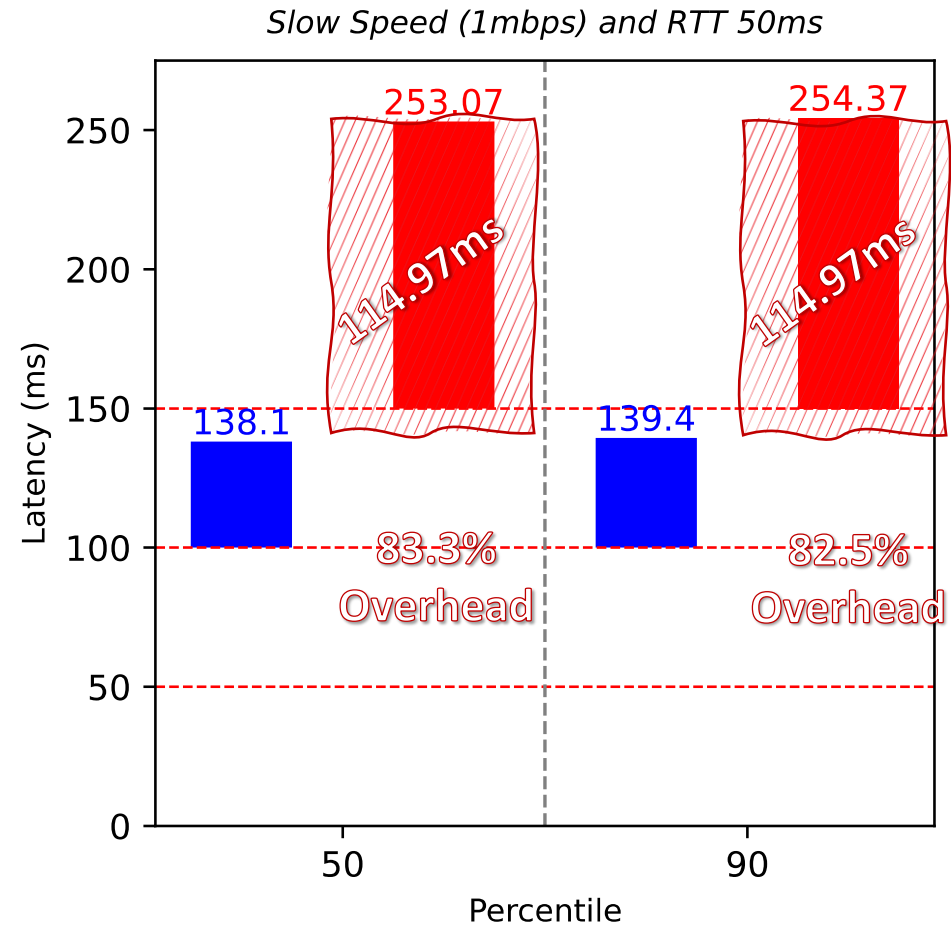 Slow Speed (1mbps) and RTT 50ms
253.07
254.37
250
114.97ms
114.97ms
200
150
138.1
139.4
Latency (ms)
100
83.3%
Overhead
82.5%
Overhead
50
0
50
90
Percentile